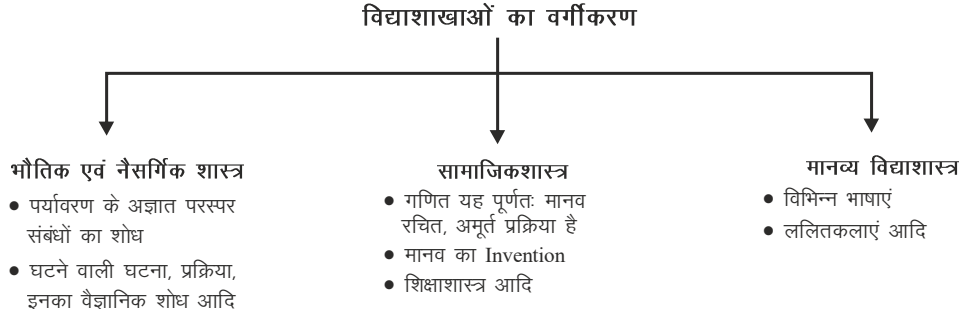 विद्याशाखाओं का वर्गीकरण
भौतिक एवं नैसर्गिक शास्त्र
• पर्यावरण के अज्ञात परस्पर
संबंधों का शोध
• घटने वाली घटना, प्रक्रिया,
इनका वैज्ञानिक शोध आदि
सामाजिकशास्त्र
• गणित यह पूर्णतः मानव
रचित, अमूर्त प्रक्रिया है
• मानव का Invention
• शिक्षाशास्त्र आदि
मानव्य विद्याशास्त्र
• विभिन्न भाषाएं
• ललितकलाएं आदि